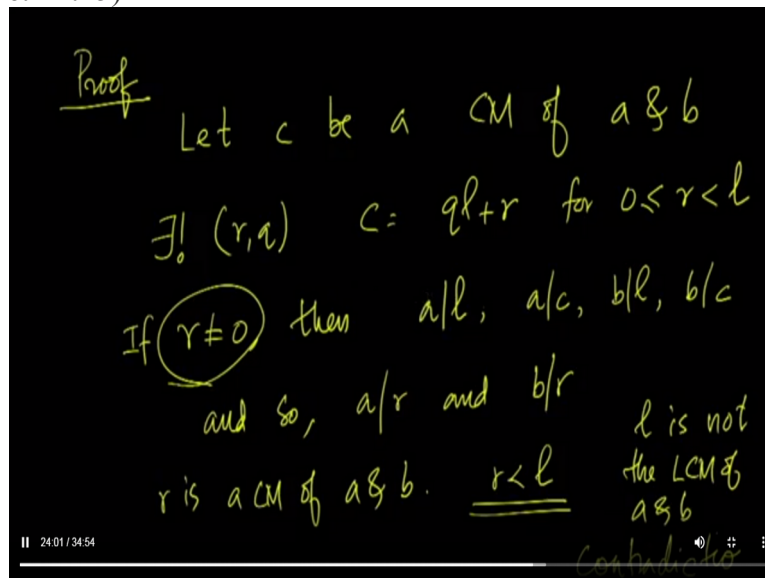 Proof
Let c be a CM of a & b
∃! (r,q) c = ql+r for 0≤r<l
If r≠0 then a/l, a/c, b/l, b/c
and so, a/r and b/r
r is a CM of a & b. r<l
l is not
the LCM of
a & b
Contradictio
24:01 / 34:54